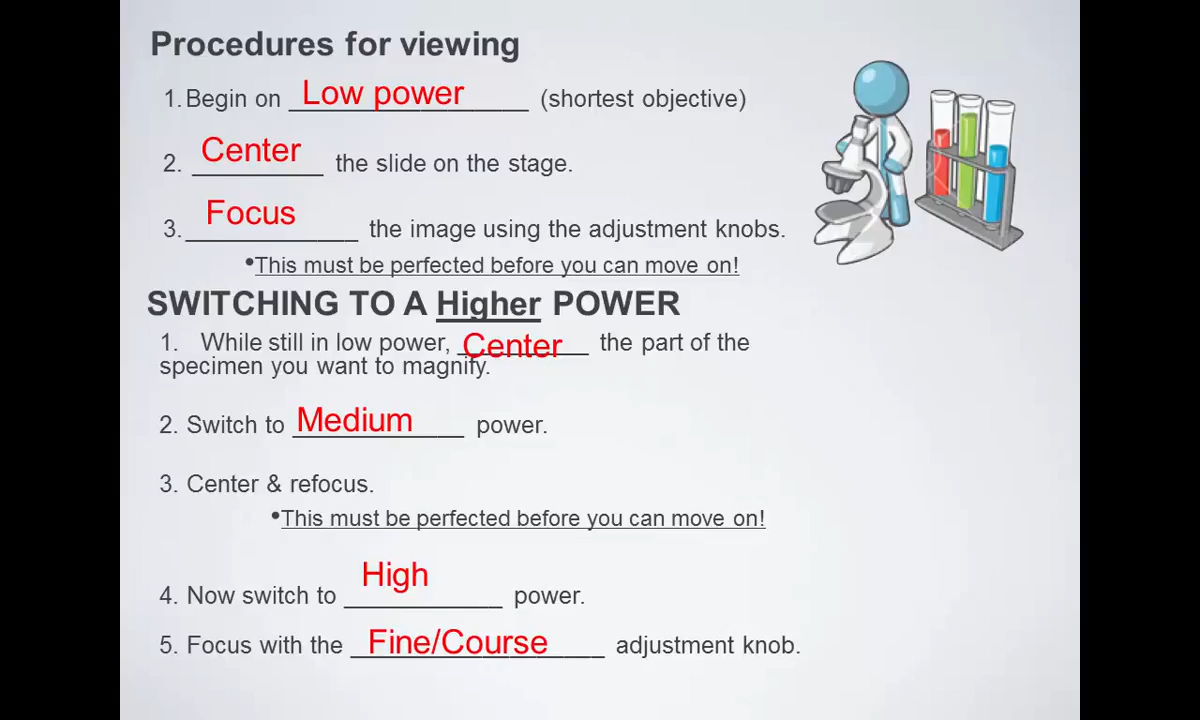 Procedures for viewing
1. Begin on Low power (shortest objective)
2. Center the slide on the stage.
3. Focus the image using the adjustment knobs.
•This must be perfected before you can move on!
SWITCHING TO A Higher POWER
1. While still in low power, Center the part of the
specimen you want to magnify.
2. Switch to Medium power.
3. Center & refocus.
•This must be perfected before you can move on!
4. Now switch to High power.
5. Focus with the Fine/Course adjustment knob.